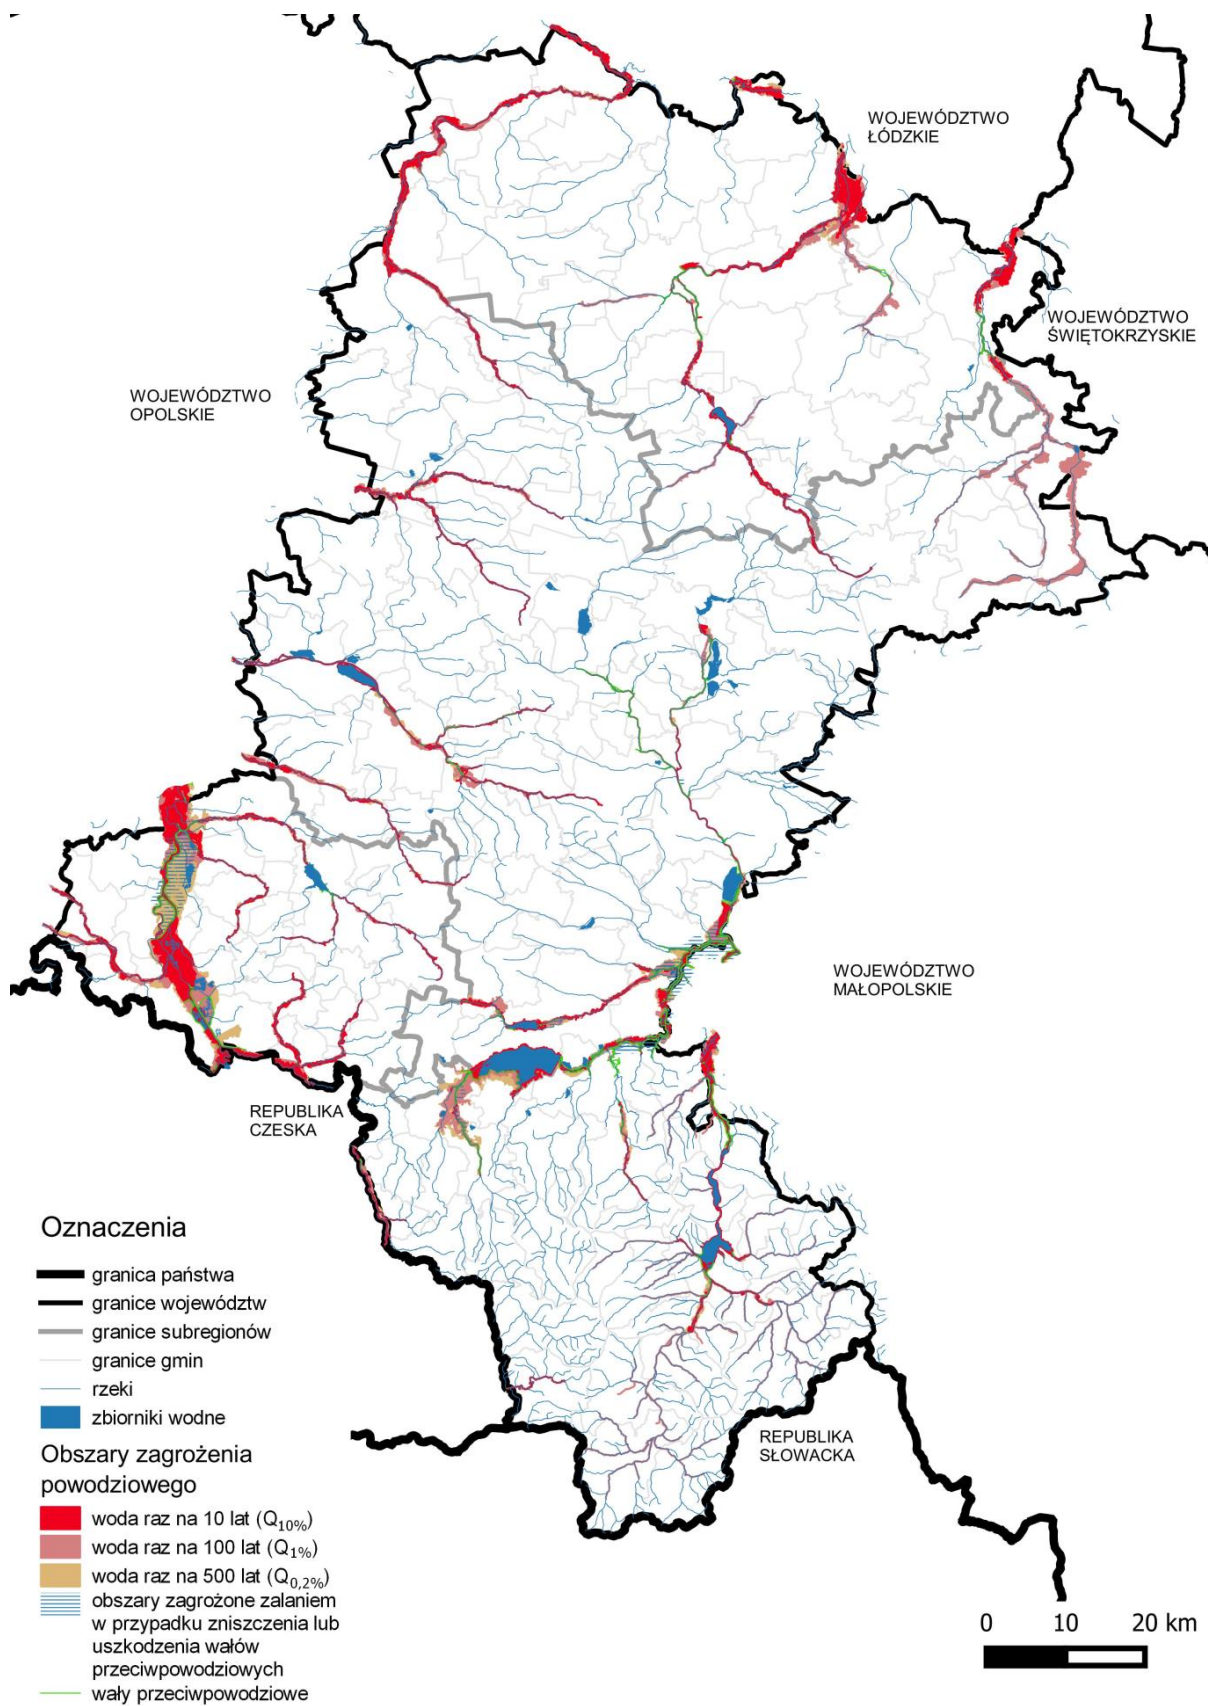 WOJEWÓDZTWO
ŁÓDZKIE
WOJEWÓDZTWO
ŚWIĘTOKRZYSKIE
WOJEWÓDZTWO
OPOLSKIE
WOJEWÓDZTWO
MAŁOPOLSKIE
REPUBLIKA
CZESKA
REPUBLIKA
SŁOWACKA
Oznaczenia
granica państwa
granice województw
granice subregionów
granice gmin
rzeki
zbiorniki wodne
Obszary zagrożenia
powodziowego
woda raz na 10 lat (Q10%)
woda raz na 100 lat (Q1%)
woda raz na 500 lat (Q0,2%)
obszary zagrożone zalaniem
w przypadku zniszczenia lub
uszkodzenia wałów
przeciwpowodziowych
wały przeciwpowodziowe
0 10 20 km